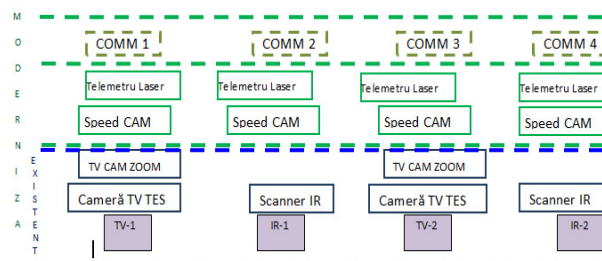 MODERNIZA
COMM 1 COMM 2 COMM 3 COMM 4
Telemetru Laser Telemetru Laser Telemetru Laser Telemetru Laser
Speed CAM Speed CAM Speed CAM Speed CAM
EXISTENT
TV CAM ZOOM TV CAM ZOOM
Cameră TV TES Scanner IR Cameră TV TES Scanner IR
TV-1 IR-1 TV-2 IR-2